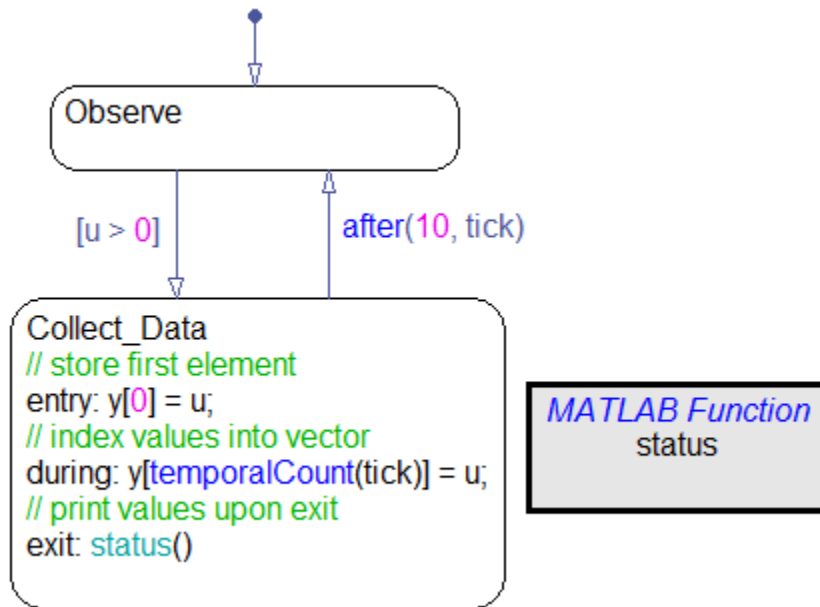 Observe
[u > 0]
after(10, tick)
Collect_Data
// store first element
entry: y[0] = u;
// index values into vector
during: y[temporalCount(tick)] = u;
// print values upon exit
exit: status()
MATLAB Function
status